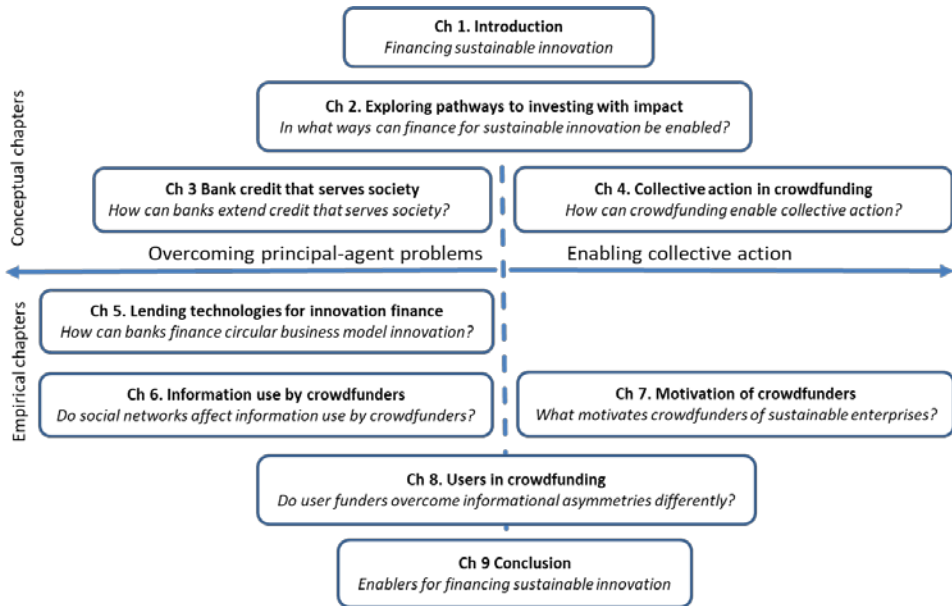 Ch 1. Introduction
Financing sustainable innovation
Ch 2. Exploring pathways to investing with impact
In what ways can finance for sustainable innovation be enabled?
Conceptual chapters
Ch 3 Bank credit that serves society
How can banks extend credit that serves society?
Ch 4. Collective action in crowdfunding
How can crowdfunding enable collective action?
Overcoming principal-agent problems
Enabling collective action
Empirical chapters
Ch 5. Lending technologies for innovation finance
How can banks finance circular business model innovation?
Ch 6. Information use by crowdfunders
Do social networks affect information use by crowdfunders?
Ch 7. Motivation of crowdfunders
What motivates crowdfunders of sustainable enterprises?
Ch 8. Users in crowdfunding
Do user funders overcome informational asymmetries differently?
Ch 9 Conclusion
Enablers for financing sustainable innovation